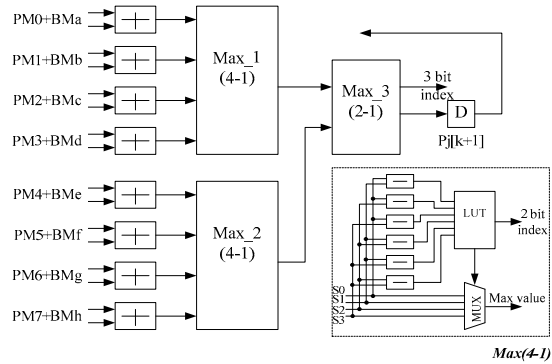 PM0+BMa
PM1+BMb
PM2+BMc
PM3+BMd
Max_1
(4-1)
PM4+BMe
PM5+BMf
PM6+BMg
PM7+BMh
Max_2
(4-1)
Max_3
(2-1)
3 bit
index
D
Pj[k+1]
LUT
2 bit
index
S0
S1
S2
S3
MUX
Max value
Max(4-1)